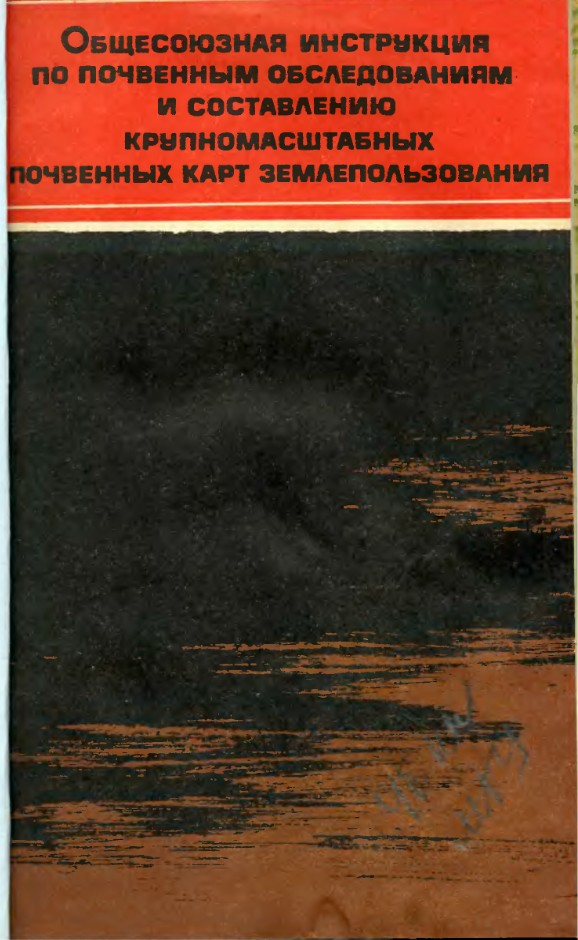 Общесоюзная инструкция
по почвенным обследованиям
и составлению
крупномасштабных
почвенных карт землепользования